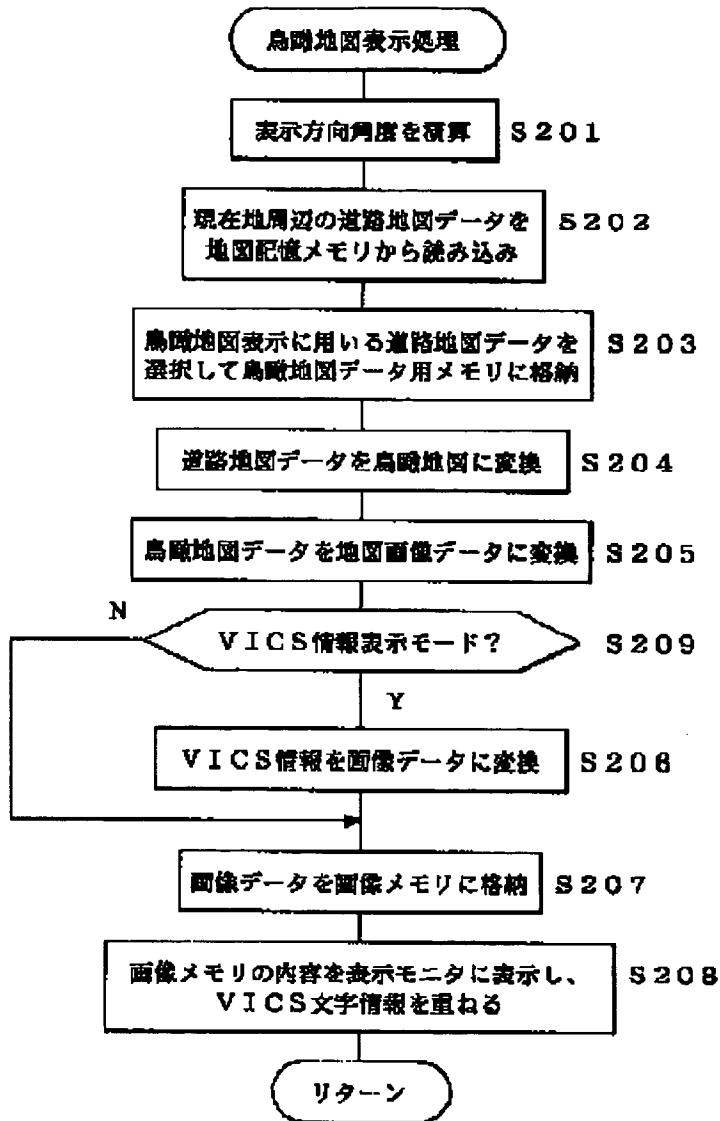 鳥瞰地図表示処理
表示方向角度を演算 S201
現在地周辺の道路地図データを S202
地図記憶メモリから読み込み
鳥瞰地図表示に用いる道路地図データを S203
選択して鳥瞰地図データ用メモリに格納
道路地図データを鳥瞰地図に変換 S204
鳥瞰地図データを地図画像データに変換 S205
N
VICS情報表示モード? S209
Y
VICS情報を画像データに変換 S206
画像データを画像メモリに格納 S207
画像メモリの内容を表示モニタに表示し、 S208
VICS文字情報を重ねる
リターン